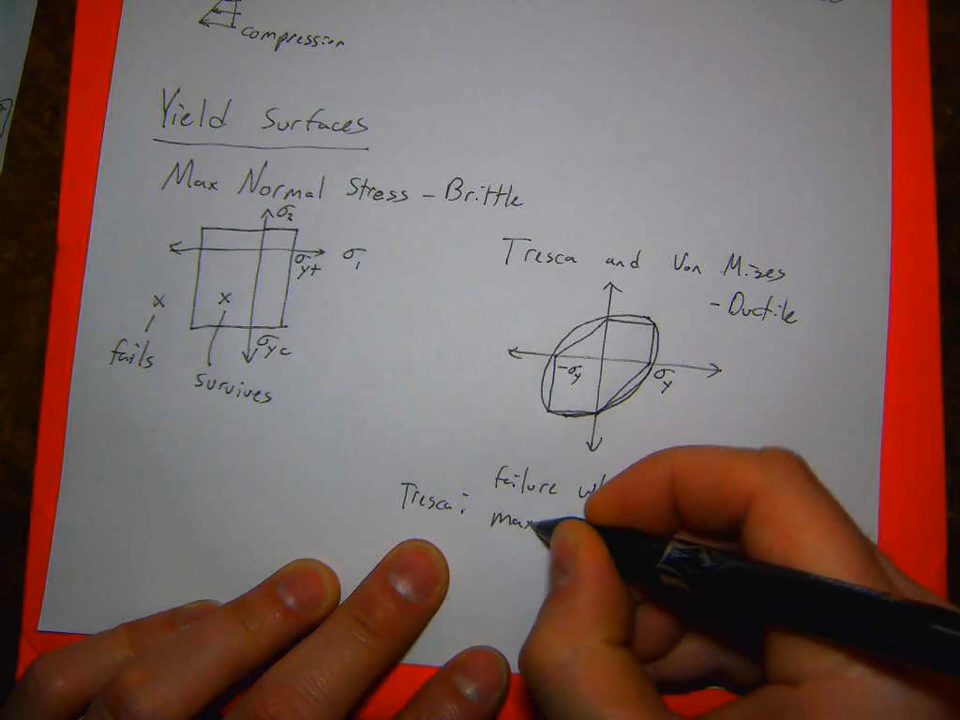 compression
Yield Surfaces
Max Normal Stress - Brittle
σ₂
σyt
σ₁
x
x
fails
σyc
survives
Tresca and Von Mises
- Ductile
-σy
σy
Tresca: failure
max